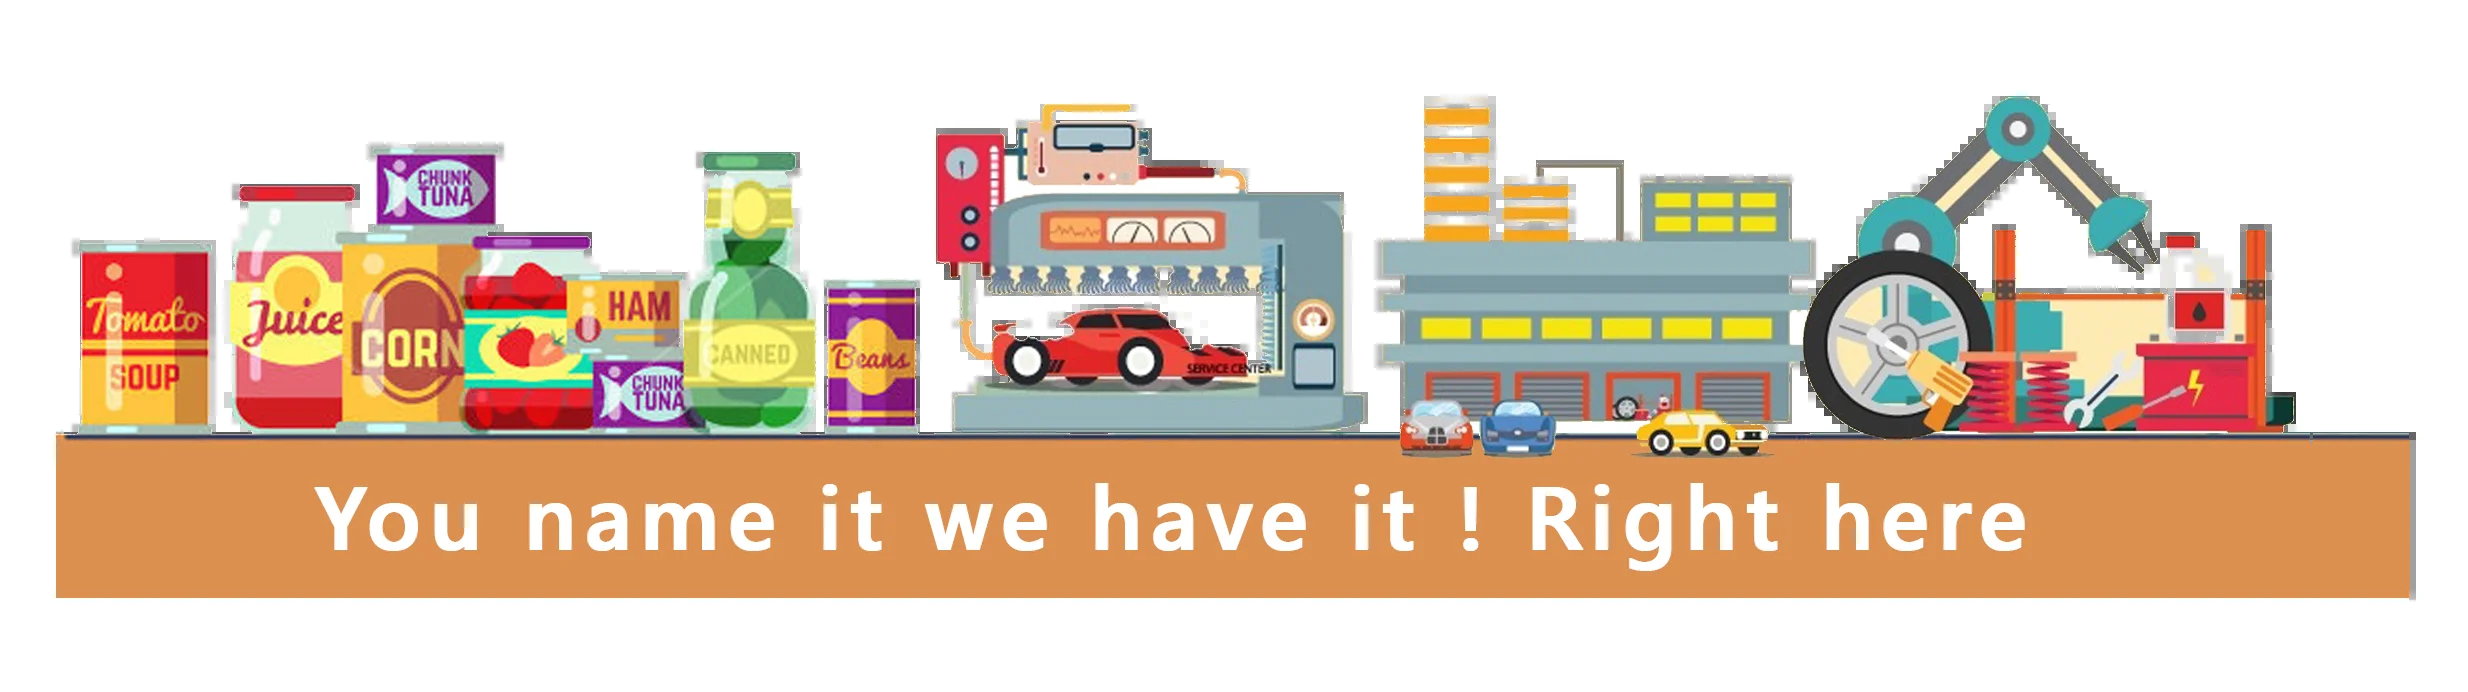 CHUNK
TUNA
Tomato
SOUP
Juice
CORN
HAM
CHUNK
TUNA
CANNED
Beans
SERVICE CENTER
You name it we have it ! Right here